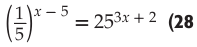 (1/5)^(x − 5) = 25^(3x + 2) (28